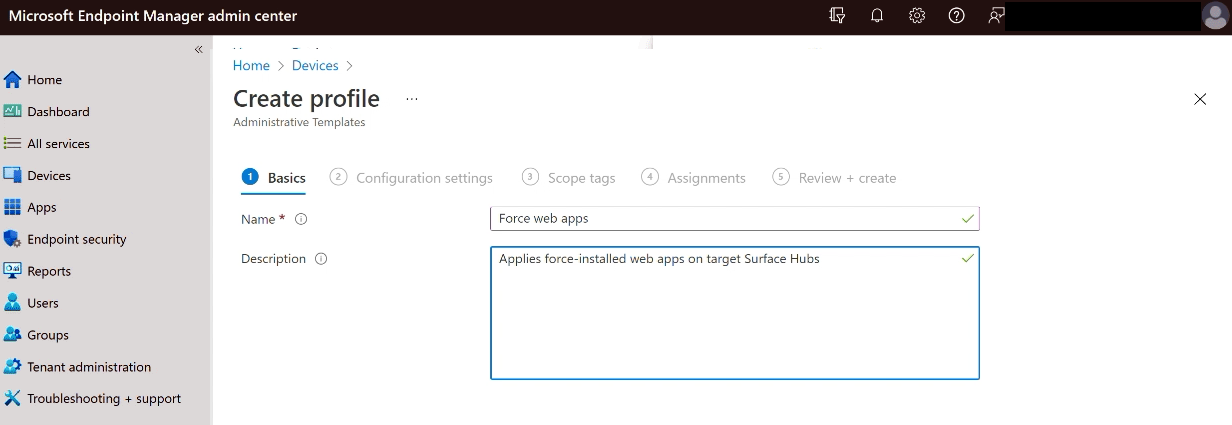 Microsoft Endpoint Manager admin center
«
Home > Devices >
Create profile ...
Administrative Templates
Home
Dashboard
All services
Devices
Apps
Endpoint security
Reports
Users
Groups
Tenant administration
Troubleshooting + support
1 Basics 2 Configuration settings 3 Scope tags 4 Assignments 5 Review + create
Name * Force web apps
Description Applies force-installed web apps on target Surface Hubs